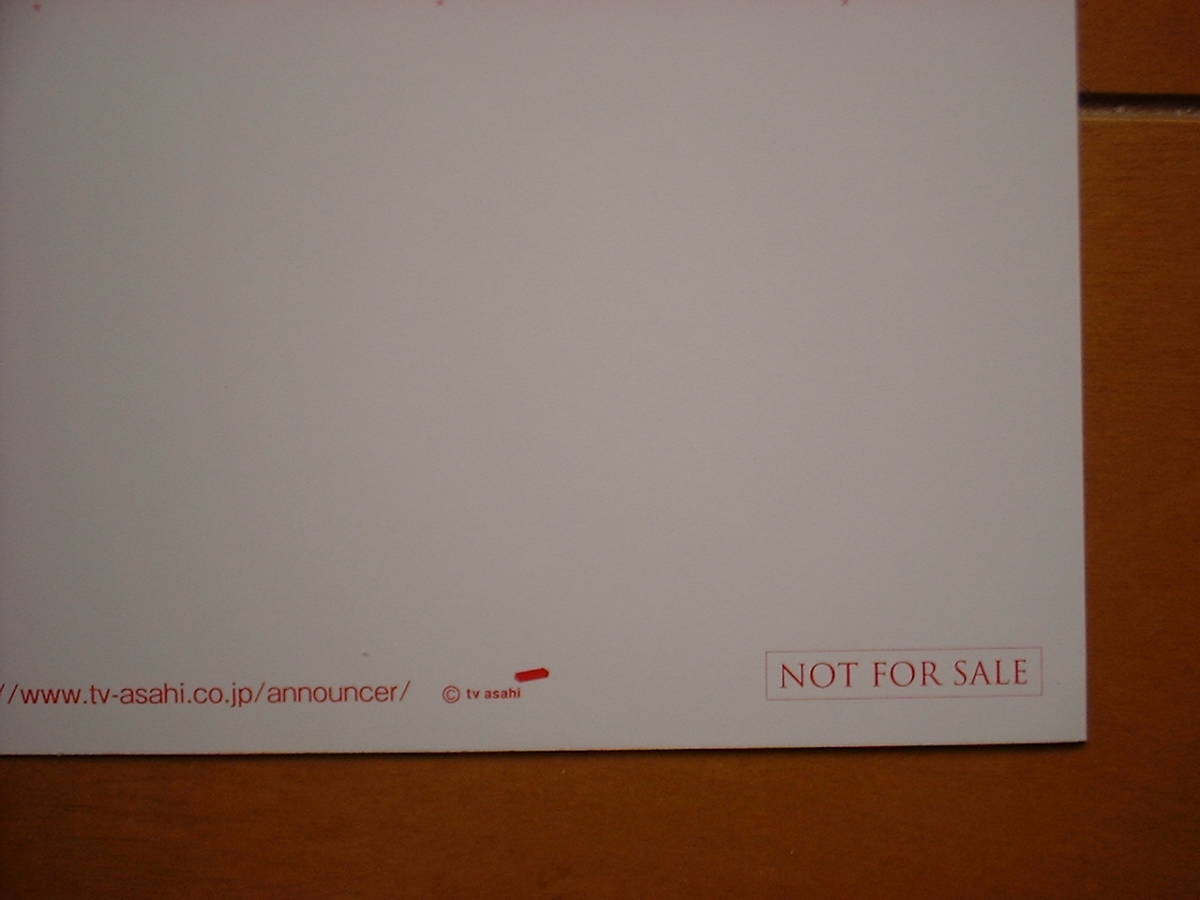 //www.tv-asahi.co.jp/announcer/ © tv asahi
NOT FOR SALE